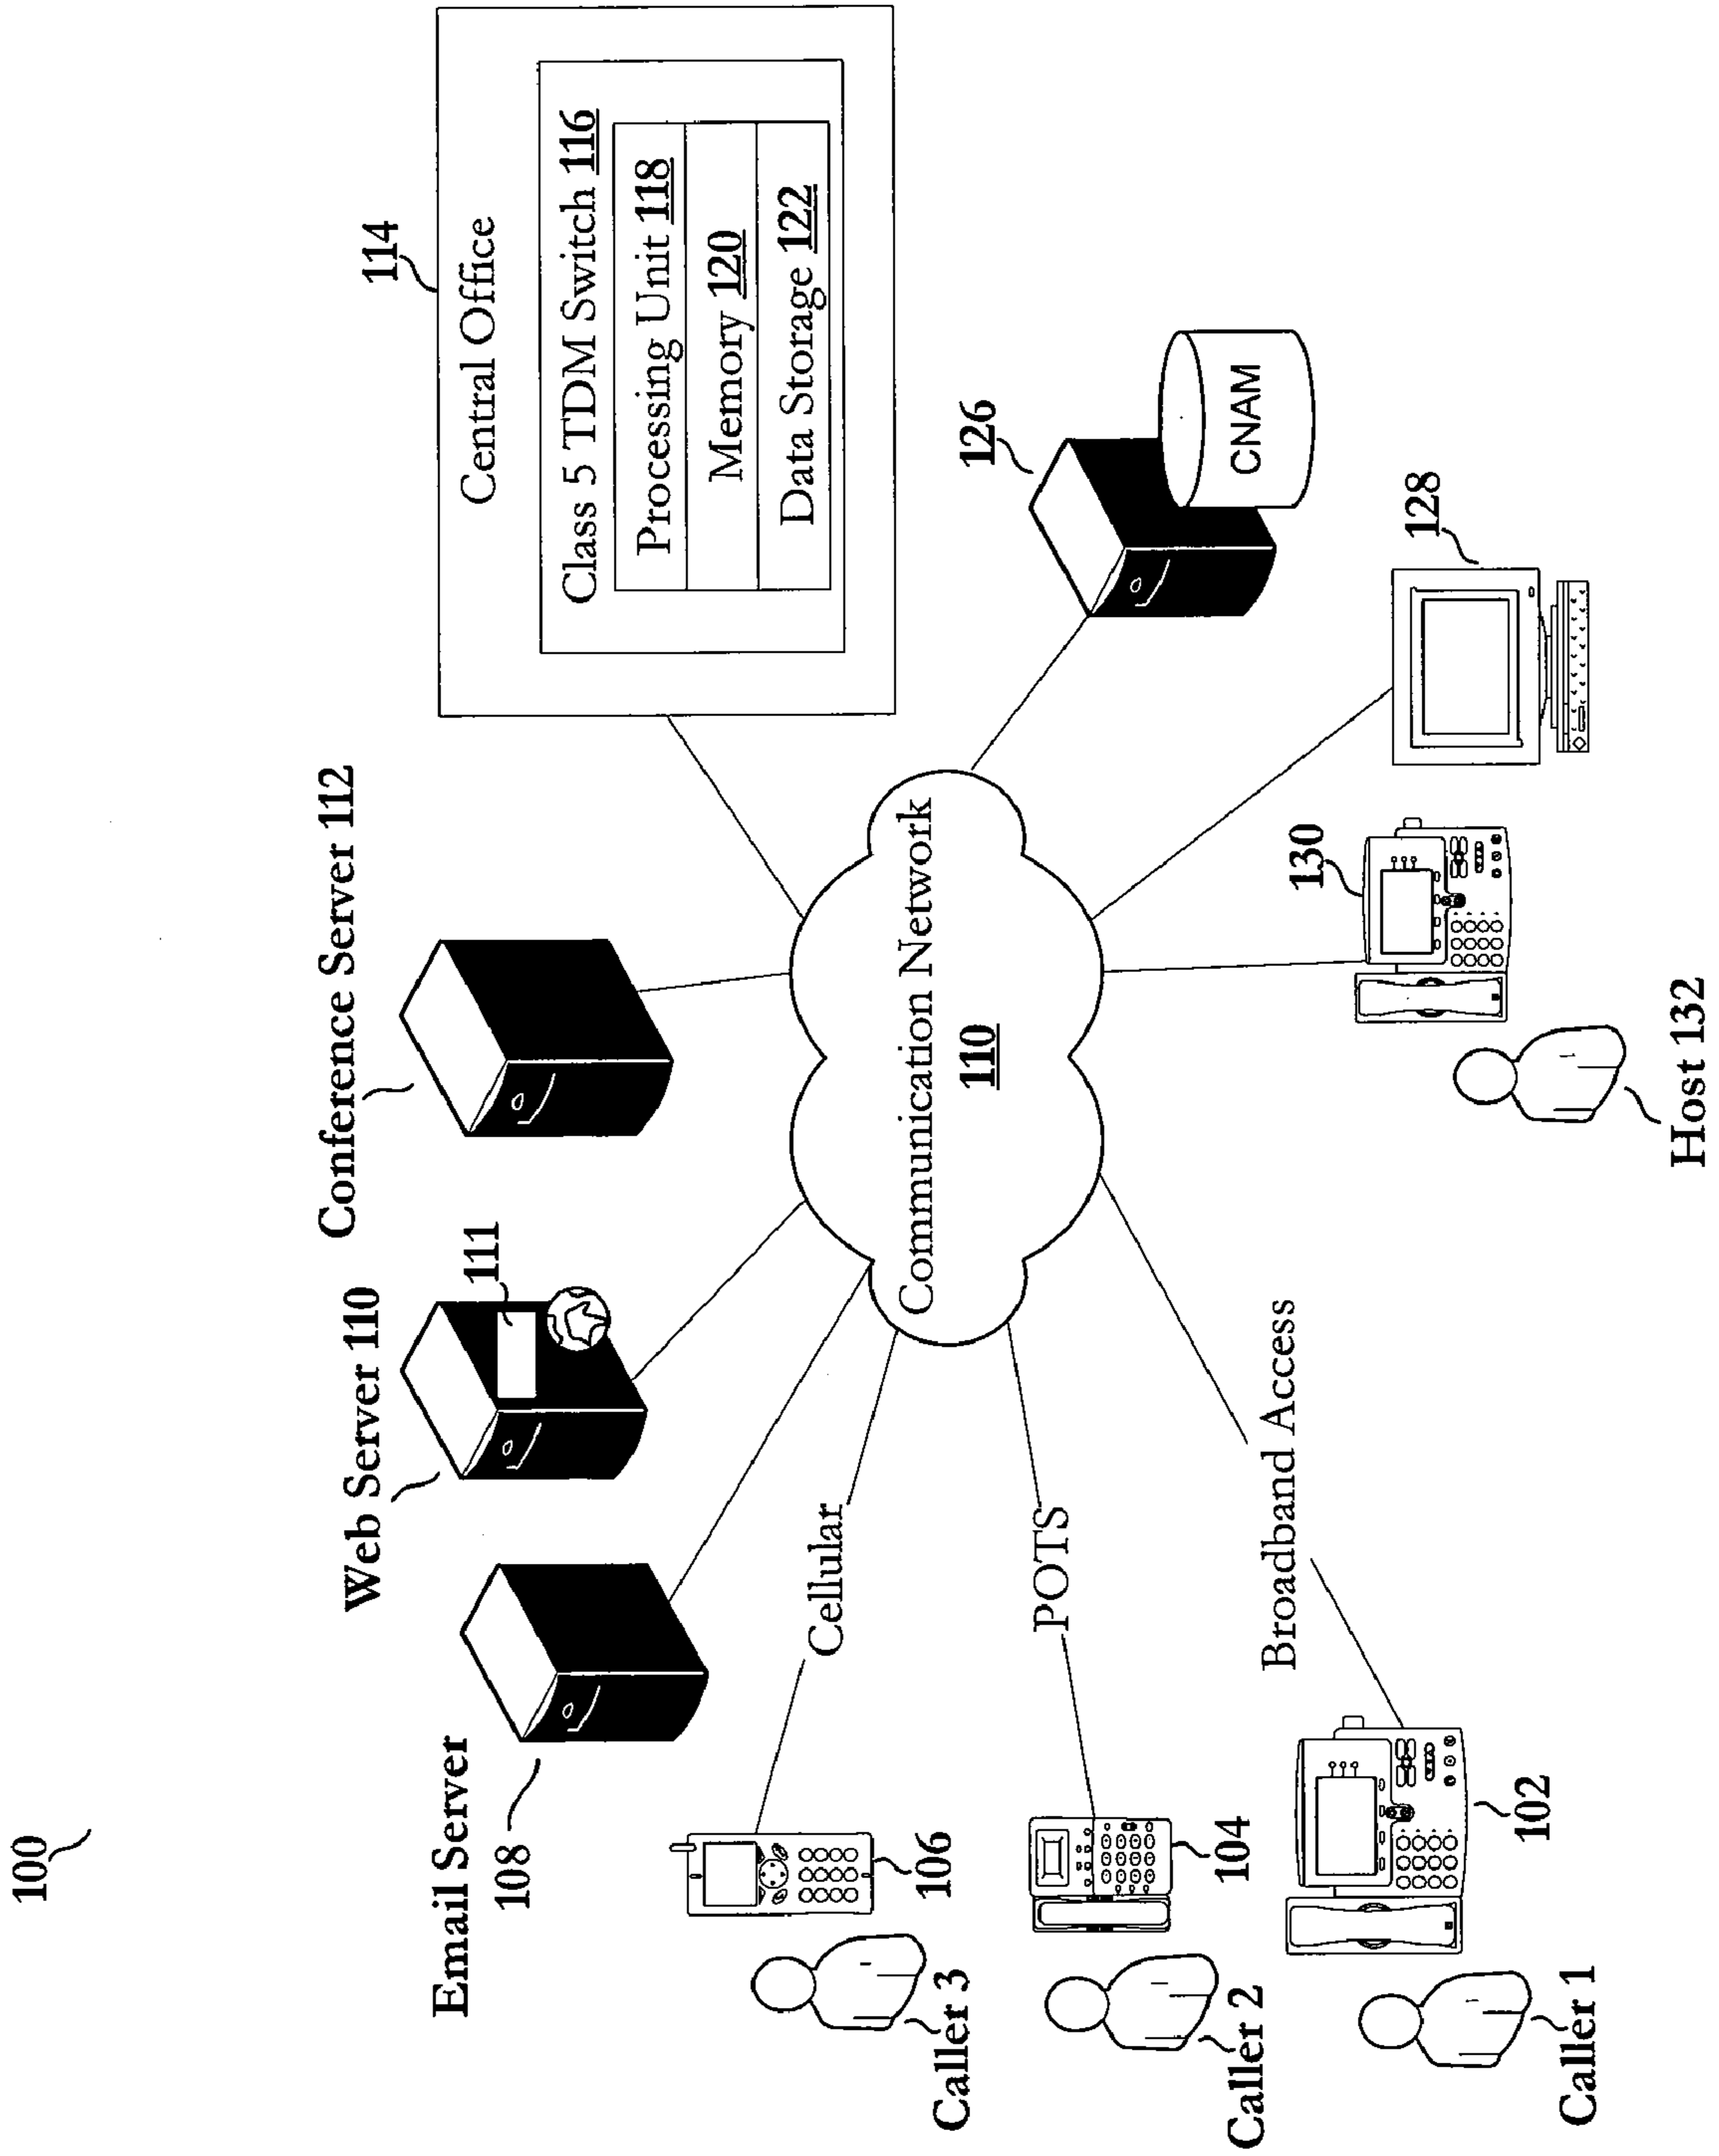 100
Conference Server 112
114
Central Office
Web Server 110
111
Class 5 TDM Switch 116
Processing Unit 118
Memory 120
Data Storage 122
Email Server
108
Cellular
Communication Network
110
126
CNAM
106
Caller 3
POTS
104
Caller 2
Broadband Access
130
128
102
Caller 1
Host 132